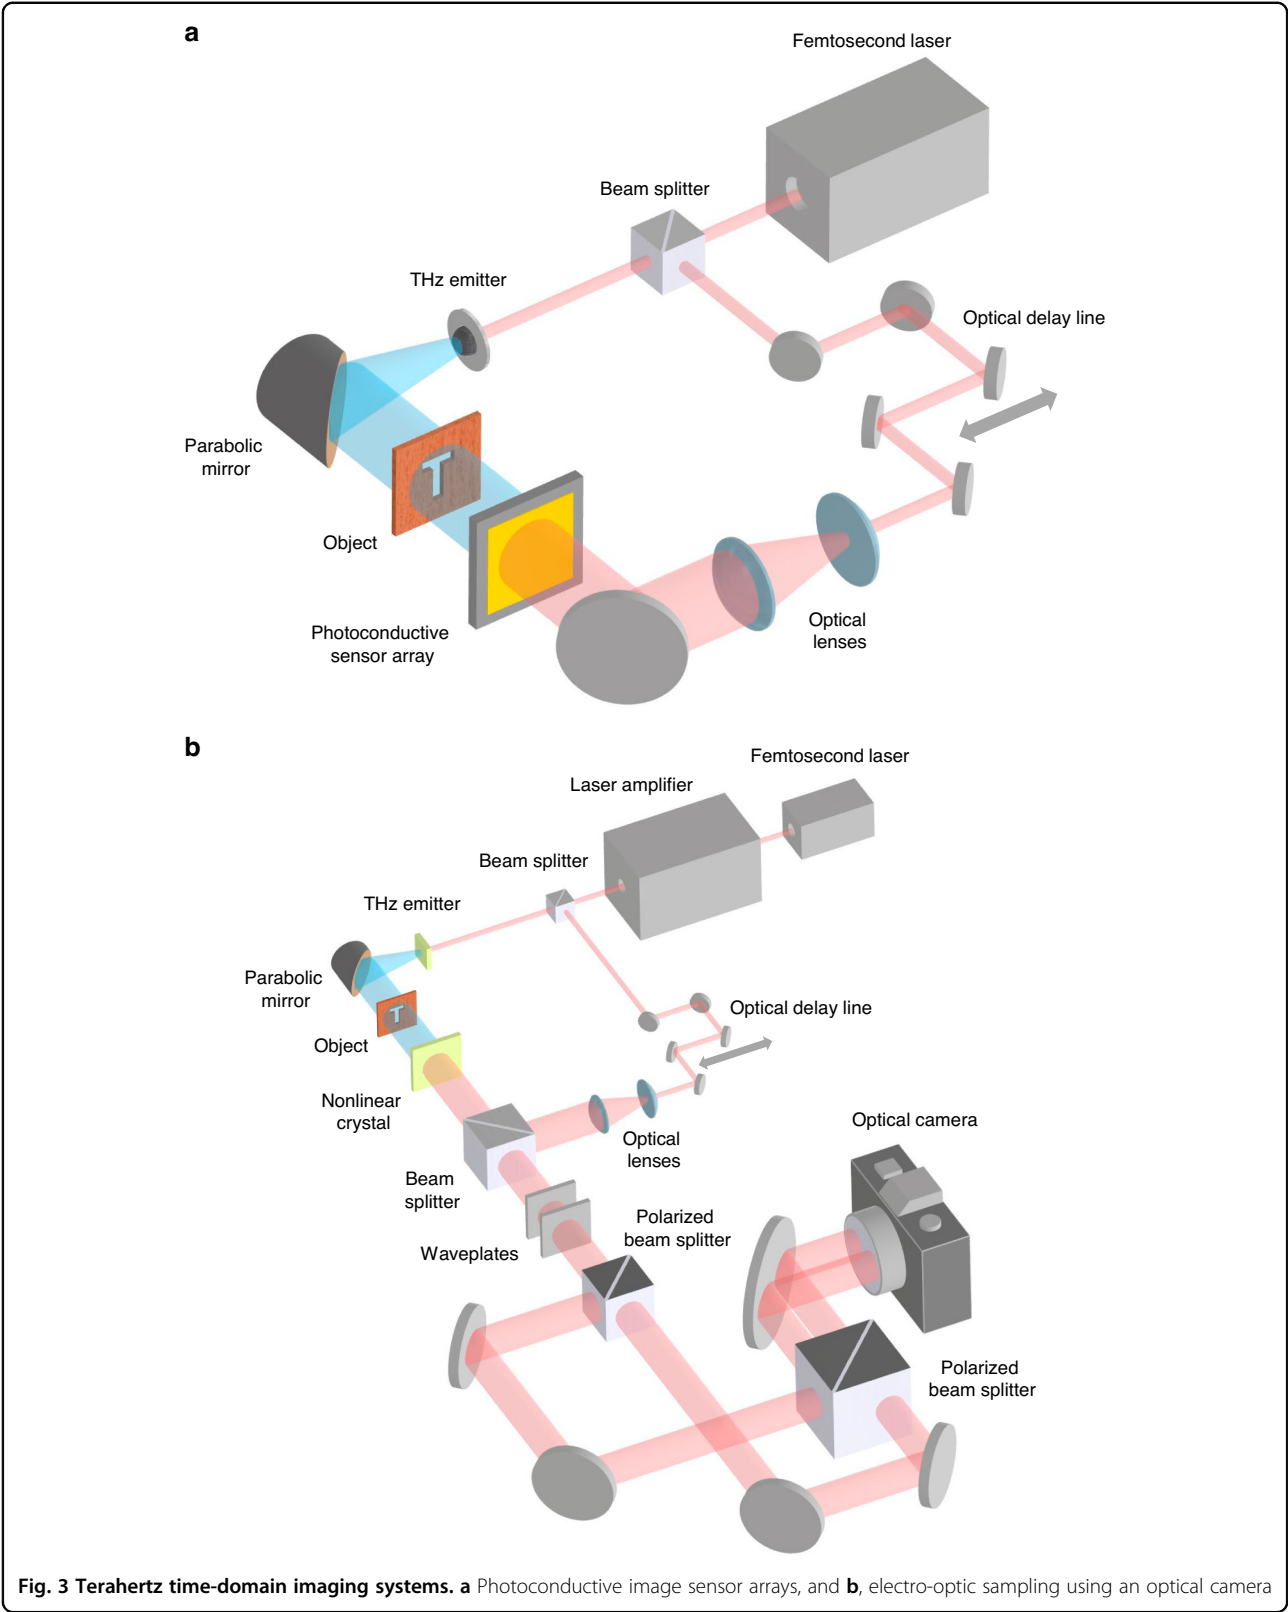 a
Femtosecond laser
Beam splitter
THz emitter
Optical delay line
Parabolic
mirror
T
Object
Optical
lenses
Photoconductive
sensor array
b
Femtosecond laser
Laser amplifier
Beam splitter
THz emitter
Parabolic
mirror
Optical delay line
T
Object
Nonlinear
crystal
Optical camera
Optical
lenses
Beam
splitter
Polarized
beam splitter
Waveplates
Polarized
beam splitter
Fig. 3 Terahertz time-domain imaging systems. a Photoconductive image sensor arrays, and b, electro-optic sampling using an optical camera